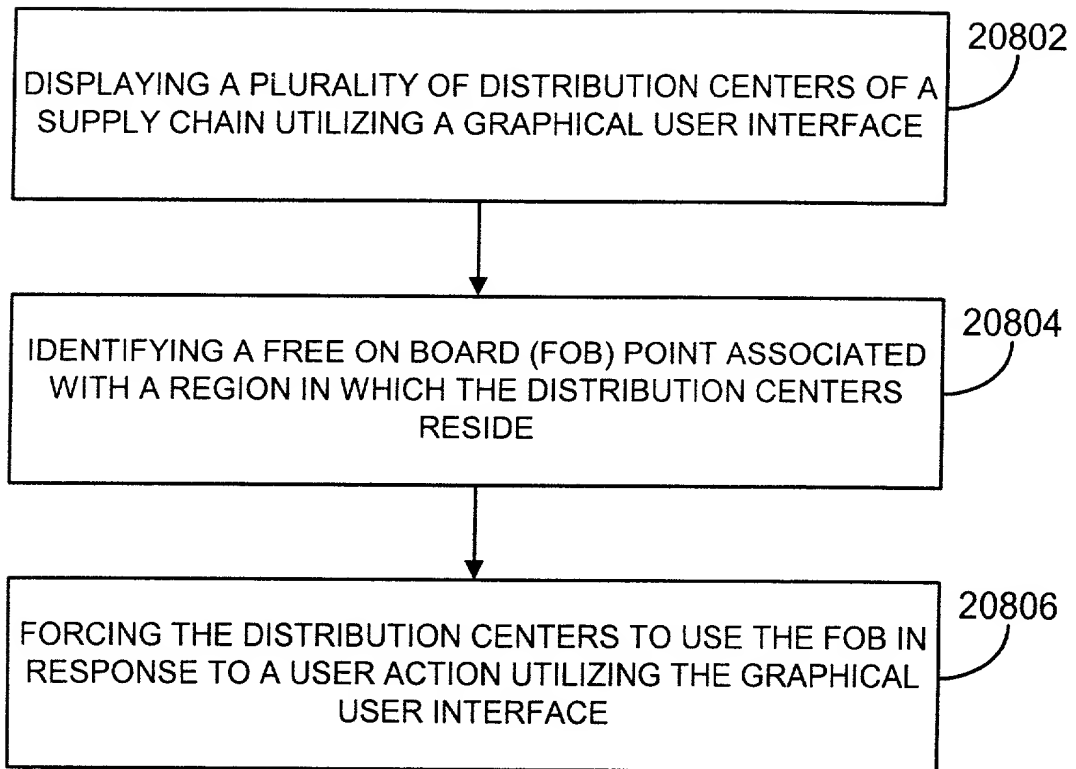 20802
DISPLAYING A PLURALITY OF DISTRIBUTION CENTERS OF A
SUPPLY CHAIN UTILIZING A GRAPHICAL USER INTERFACE
20804
IDENTIFYING A FREE ON BOARD (FOB) POINT ASSOCIATED
WITH A REGION IN WHICH THE DISTRIBUTION CENTERS
RESIDE
20806
FORCING THE DISTRIBUTION CENTERS TO USE THE FOB IN
RESPONSE TO A USER ACTION UTILIZING THE GRAPHICAL
USER INTERFACE